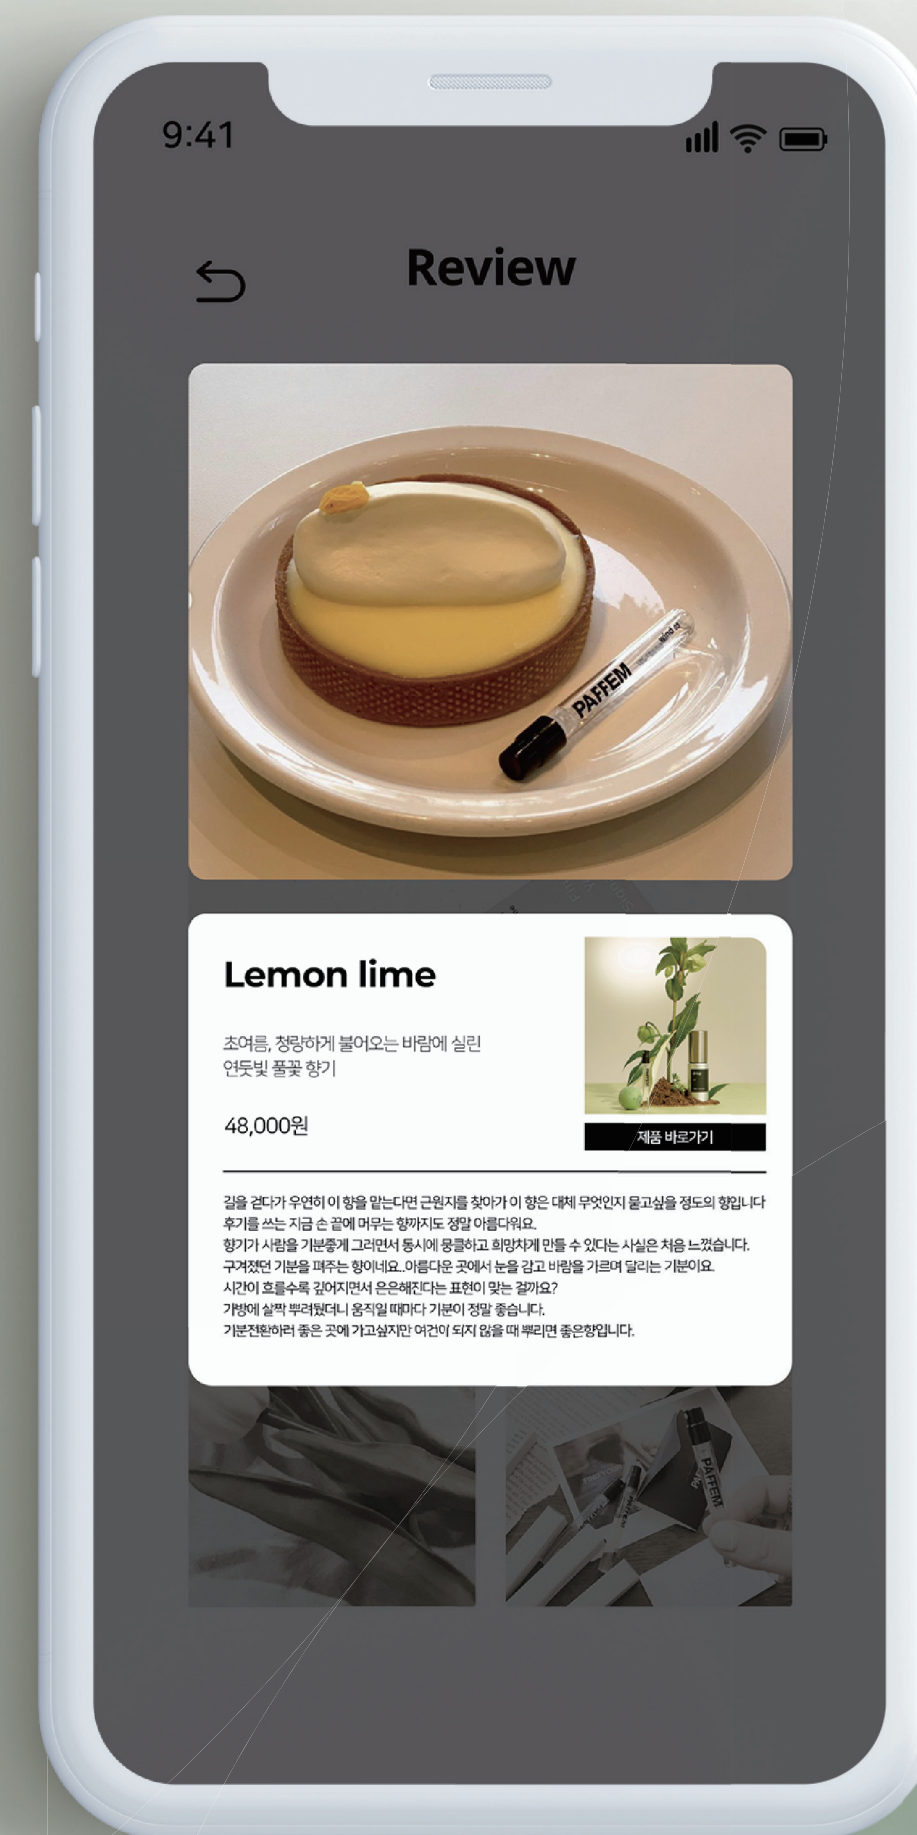 9:41
Review
PAFFEM
Lemon lime
초여름, 청량하게 불어오는 바람에 실린
연둣빛 풀꽃 향기
48,000원
제품 바로가기
길을 걷다가 우연히 이 향을 맡는다면 근원지를 찾아가 이 향은 대체 무엇인지 묻고싶을 정도의 향입니다
후기를 쓰는 지금 손 끝에 머무는 향까지도 정말 아름다워요.
향기가 사람을 기분좋게 그러면서 동시에 뭉클하고 희망차게 만들 수 있다는 사실은 처음 느꼈습니다.
구겨졌던 기분을 펴주는 향이네요..아름다운 곳에서 눈을 감고 바람을 가르며 달리는 기분이요.
시간이 흐를수록 깊어지면서 은은해진다는 표현이 맞는 걸까요?
가방에 살짝 뿌려뒀더니 움직일 때마다 기분이 정말 좋습니다.
기분전환하러 좋은 곳에 가고싶지만 여건이 되지 않을 때 뿌리면 좋은향입니다.
PAFFEM